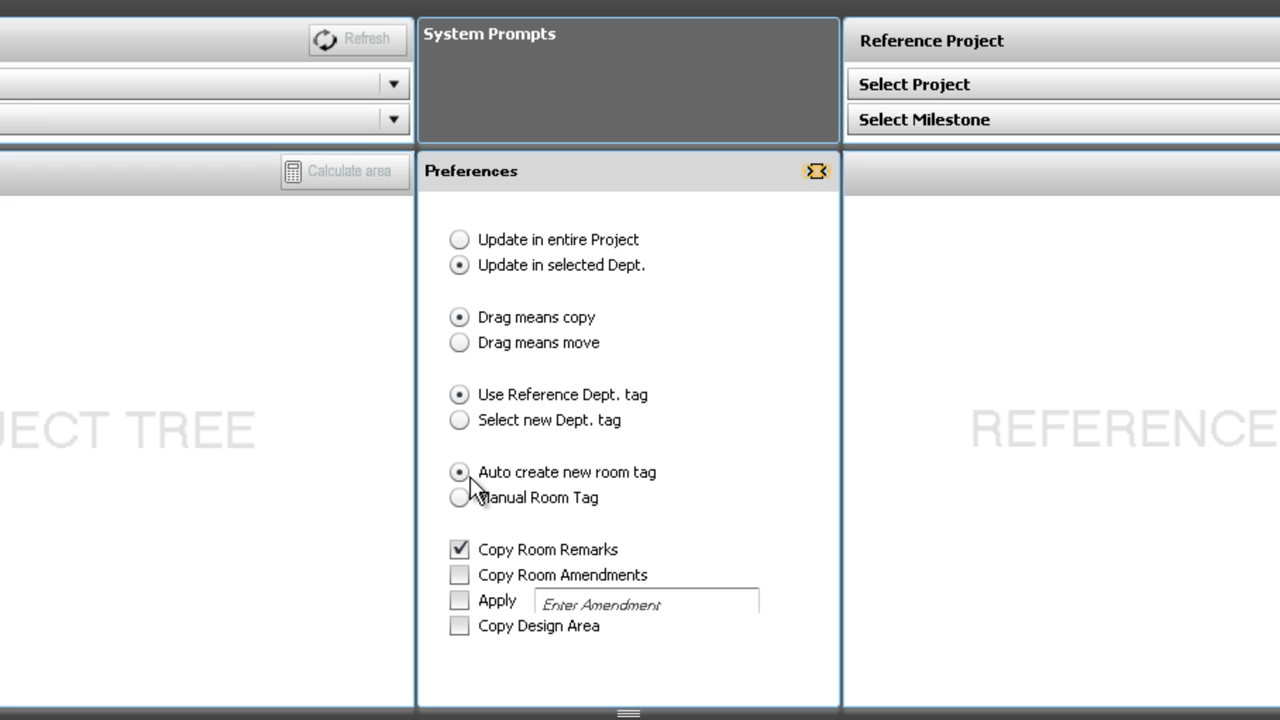 Refresh
System Prompts
Reference Project
Select Project
Select Milestone
Calculate area
Preferences
Update in entire Project
Update in selected Dept.
Drag means copy
Drag means move
Use Reference Dept. tag
Select new Dept. tag
JECT TREE
REFERENCE
Auto create new room tag
Manual Room Tag
Copy Room Remarks
Copy Room Amendments
Apply Enter Amendment
Copy Design Area